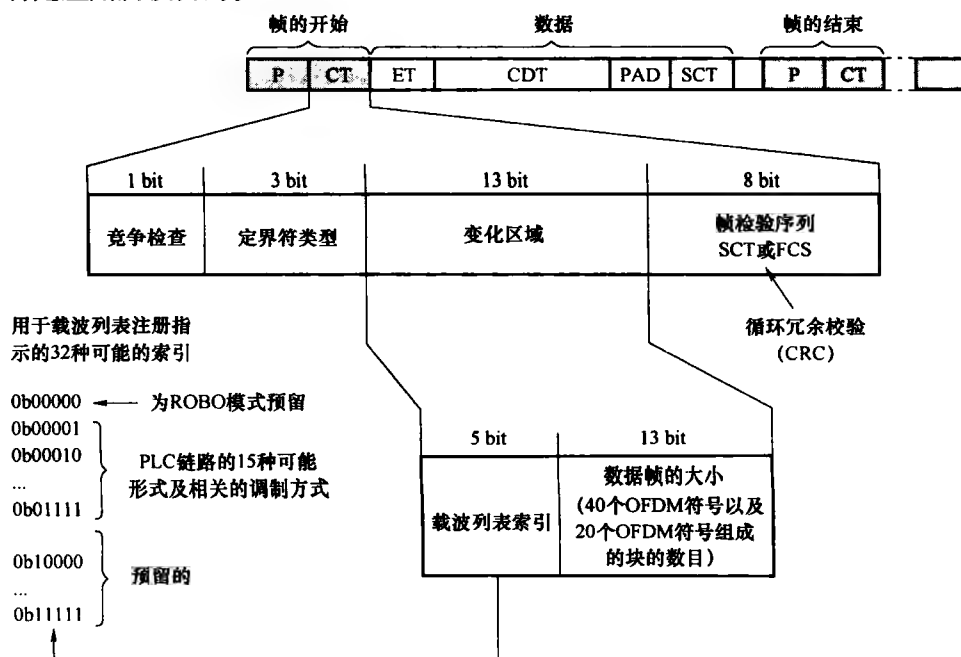 帧的开始 数据 帧的结束
P CT ET CDT PAD SCT P CT
1 bit 3 bit 13 bit 8 bit
竞争检查 定界符类型 变化区域 帧检验序列
SCT或FCS
循环冗余校验
(CRC)
用于载波列表注册指
示的32种可能的索引
0b00000 为ROBO模式预留
0b00001
0b00010
...
0b01111
PLC链路的15种可能
形式及相关的调制方式
0b10000
...
0b11111
预留的
5 bit 13 bit
载波列表索引
数据帧的大小
(40个OFDM符号以及
20个OFDM符号组成
的块的数目)